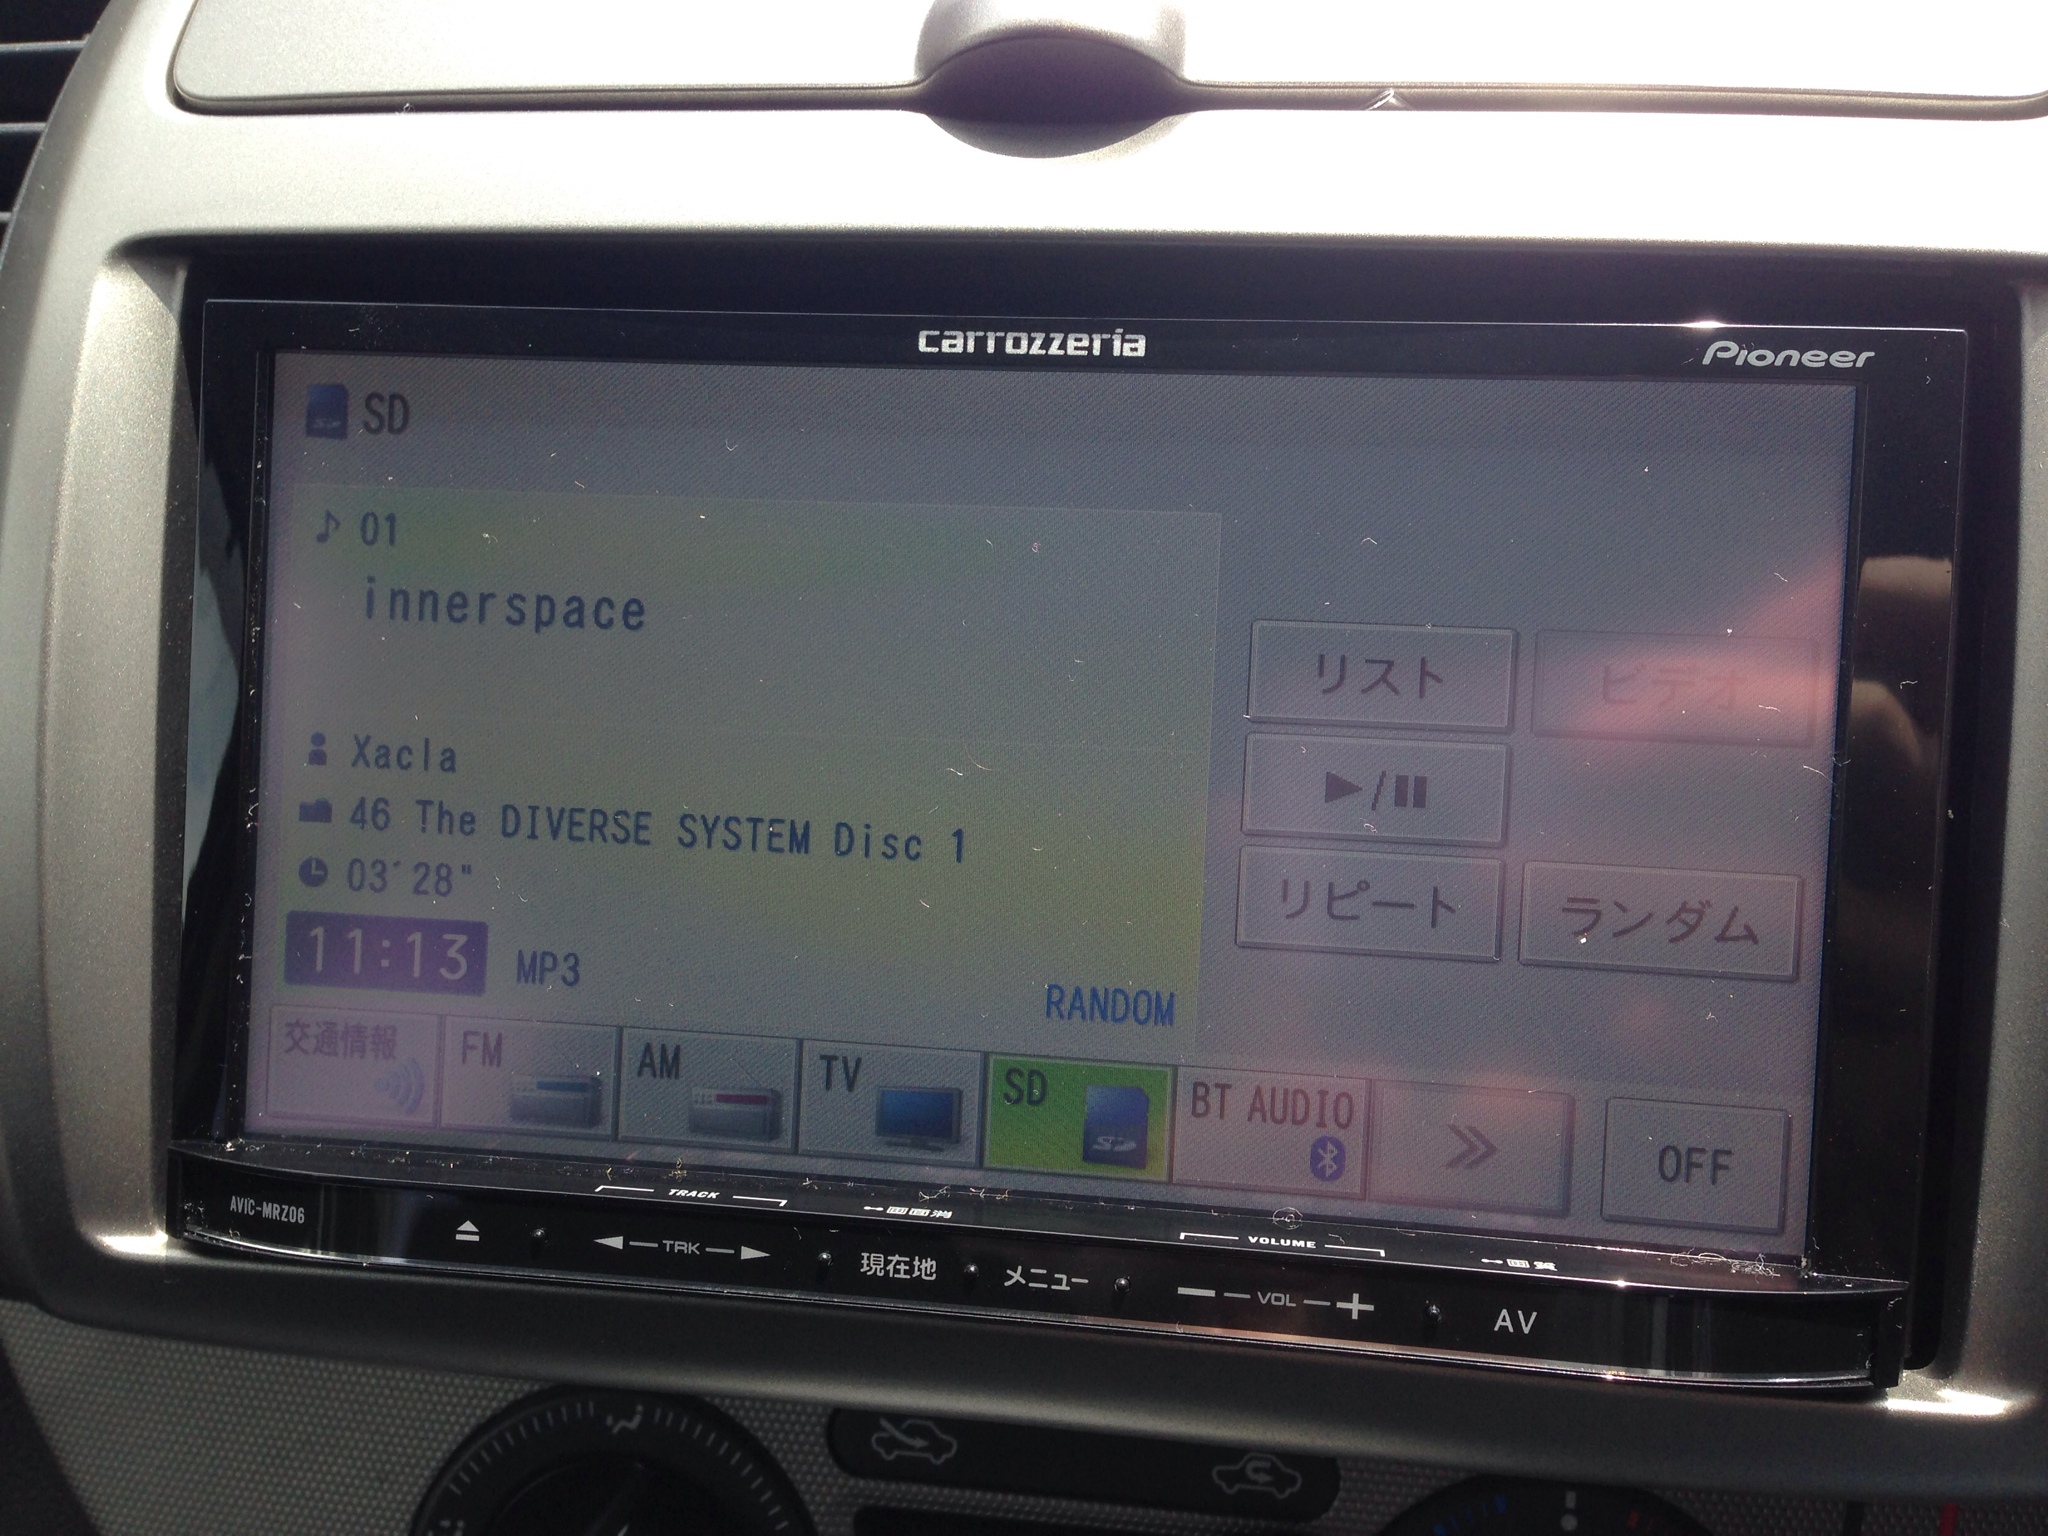 carrozzeria
Pioneer
SD
01
innerspace
Xacla
46 The DIVERSE SYSTEM Disc 1
03'28"
11:13 MP3
RANDOM
リスト ビデオ
▶/❚❚
リピート ランダム
交通情報 FM AM TV SD BT AUDIO OFF
AVIC-MRZ06
TRACK
VOLUME
TRK 現在地 メニュー − VOL + AV